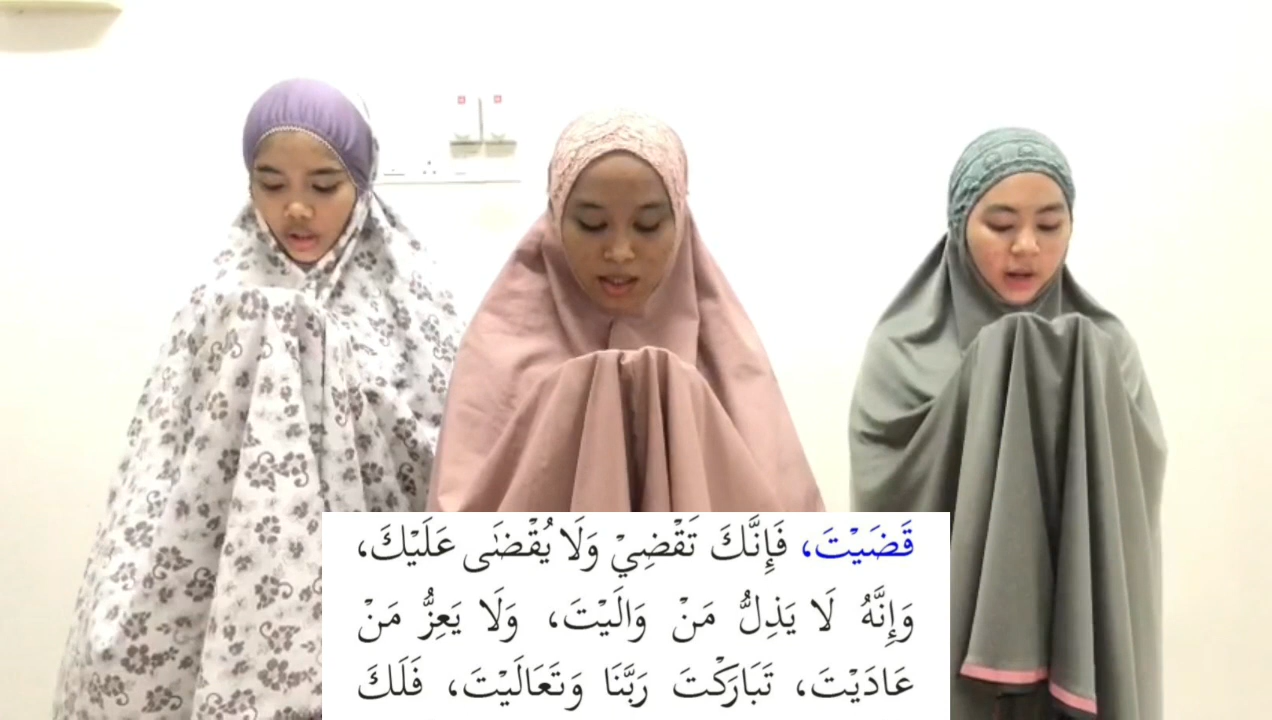 قَضَيْتَ، فَإِنَّكَ تَقْضِيْ وَلَا يُقْضَى عَلَيْكَ،
وَإِنَّهُ لَا يَذِلُّ مَنْ وَالَيْتَ، وَلَا يَعِزُّ مَنْ
عَادَيْتَ، تَبَارَكْتَ رَبَّنَا وَتَعَالَيْتَ، فَلَكَ